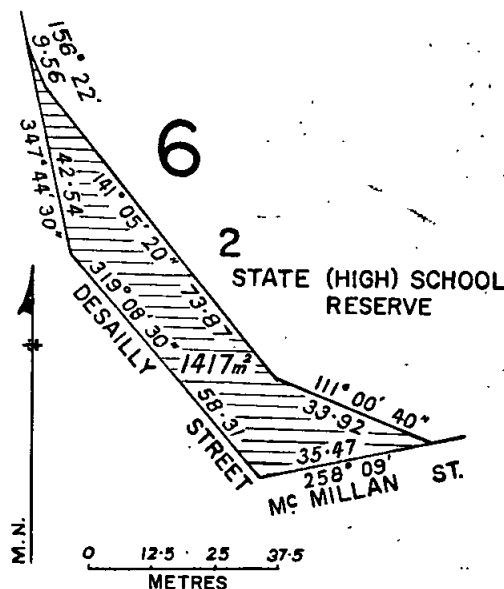 156° 22'
9·56
347° 44' 30"
42·54
6
141° 05' 20"
73·87
2
STATE (HIGH) SCHOOL
RESERVE
319° 08' 30"
58·31
DESAILLY
STREET
1417m²
111° 00' 40"
33·92
35·47
258° 09'
Mc MILLAN ST.
M.N.
0 12·5 25 37·5
METRES